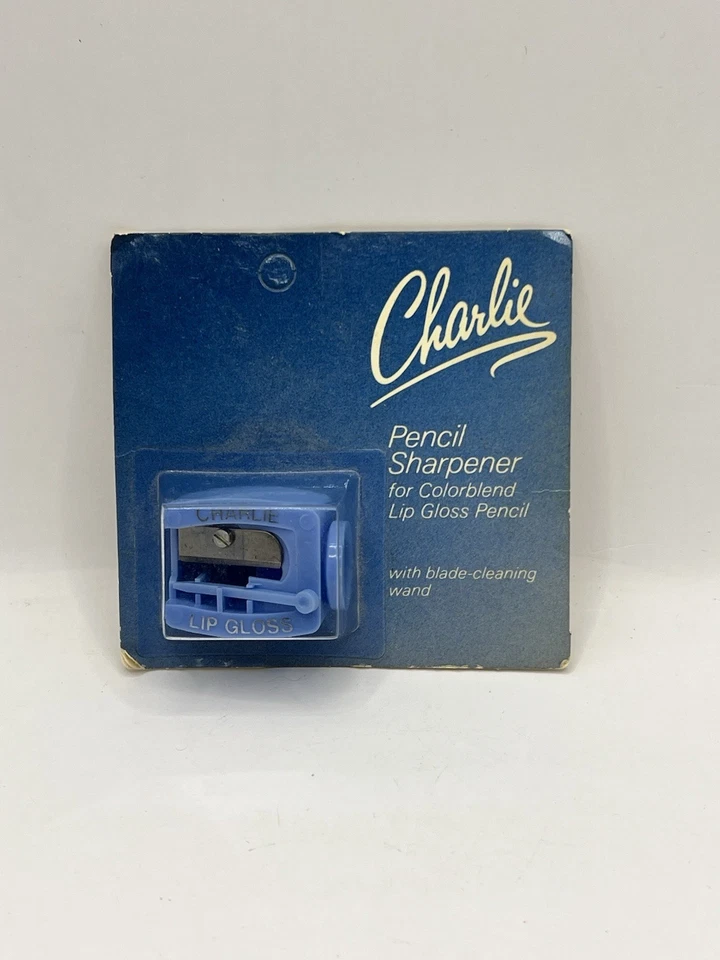 Charlie
Pencil
Sharpener
for Colorblend
Lip Gloss Pencil
with blade-cleaning
wand
CHARLIE
LIP GLOSS